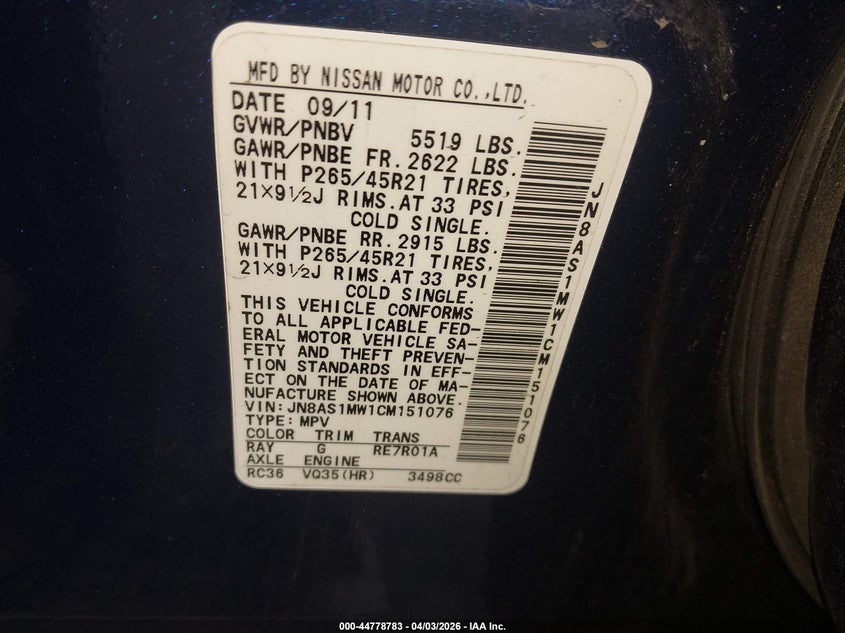 MFD BY NISSAN MOTOR CO.,LTD.
DATE 09/11
GVWR/PNBV 5519 LBS.
GAWR/PNBE FR. 2622 LBS.
WITH P265/45R21 TIRES,
21×9½J RIMS. AT 33 PSI
COLD SINGLE.
GAWR/PNBE RR. 2915 LBS.
WITH P265/45R21 TIRES,
21×9½J RIMS. AT 33 PSI
COLD SINGLE.
THIS VEHICLE CONFORMS
TO ALL APPLICABLE FED-
ERAL MOTOR VEHICLE SA-
FETY AND THEFT PREVEN-
TION STANDARDS IN EFF-
ECT ON THE DATE OF MA-
NUFACTURE SHOWN ABOVE.
VIN:JN8AS1MW1CM151076
TYPE:MPV
COLOR TRIM TRANS
RAY G RE7R01A
AXLE ENGINE
RC36 VQ35(HR) 3498CC
JN8AS1MW1CM151076
000-44778783 - 04/03/2026 - IAA Inc.